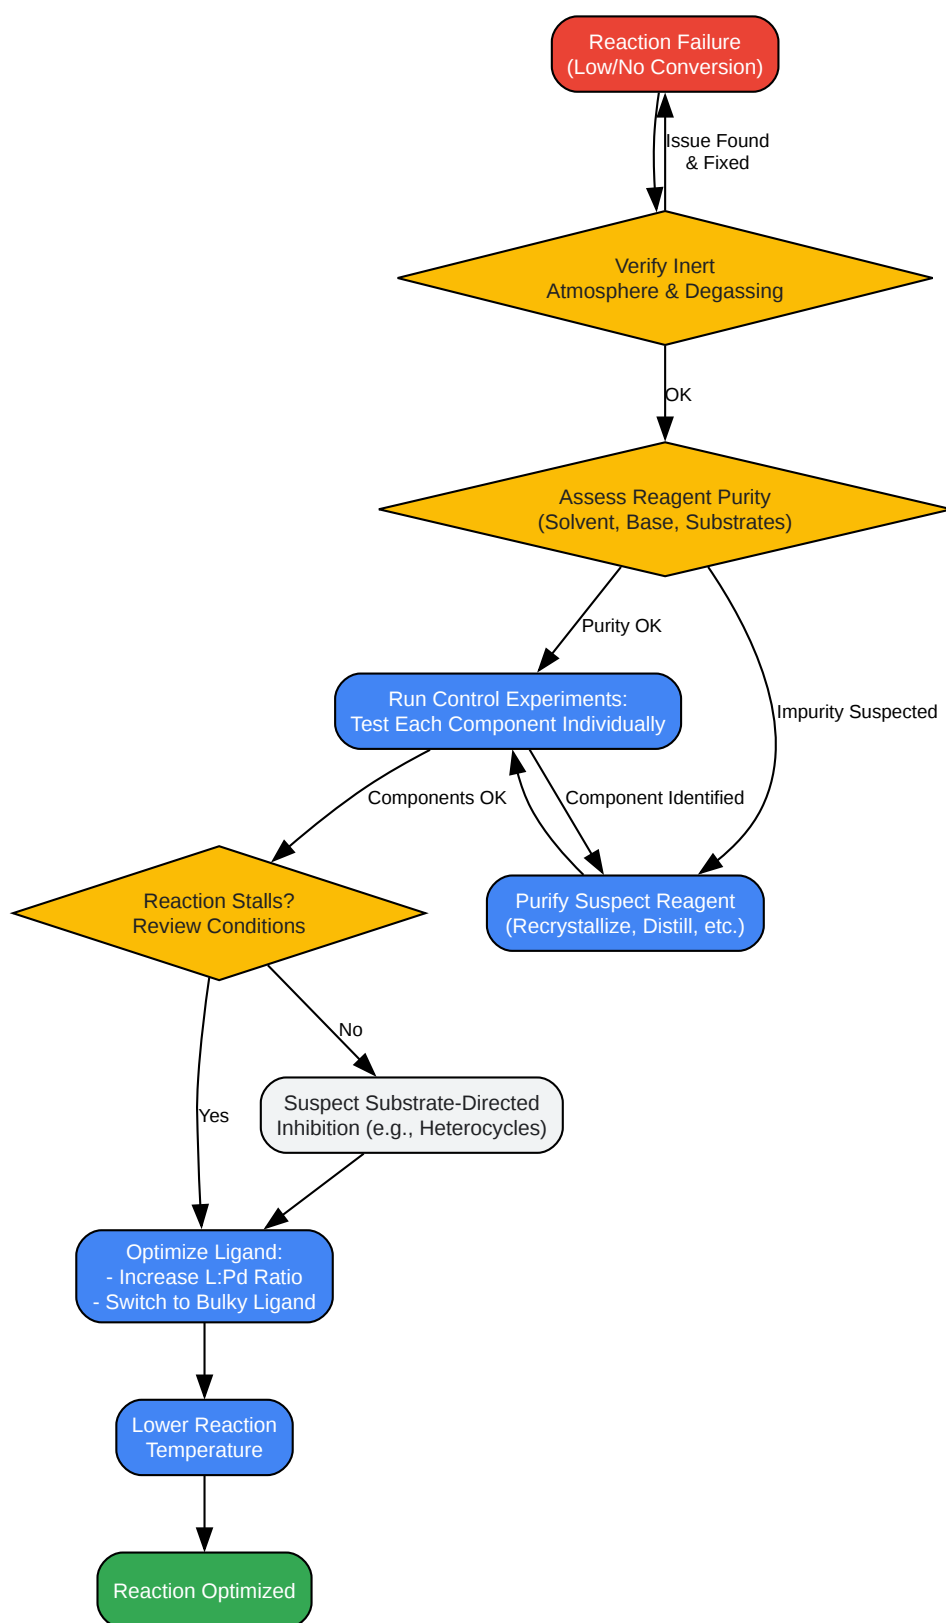 Reaction Failure
(Low/No Conversion)
Issue Found
& Fixed
Verify Inert
Atmosphere & Degassing
OK
Assess Reagent Purity
(Solvent, Base, Substrates)
Purity OK
Run Control Experiments:
Test Each Component Individually
Impurity Suspected
Components OK
Component Identified
Reaction Stalls?
Review Conditions
Purify Suspect Reagent
(Recrystallize, Distill, etc.)
No
Suspect Substrate-Directed
Inhibition (e.g., Heterocycles)
Yes
Optimize Ligand:
- Increase L:Pd Ratio
- Switch to Bulky Ligand
Lower Reaction
Temperature
Reaction Optimized